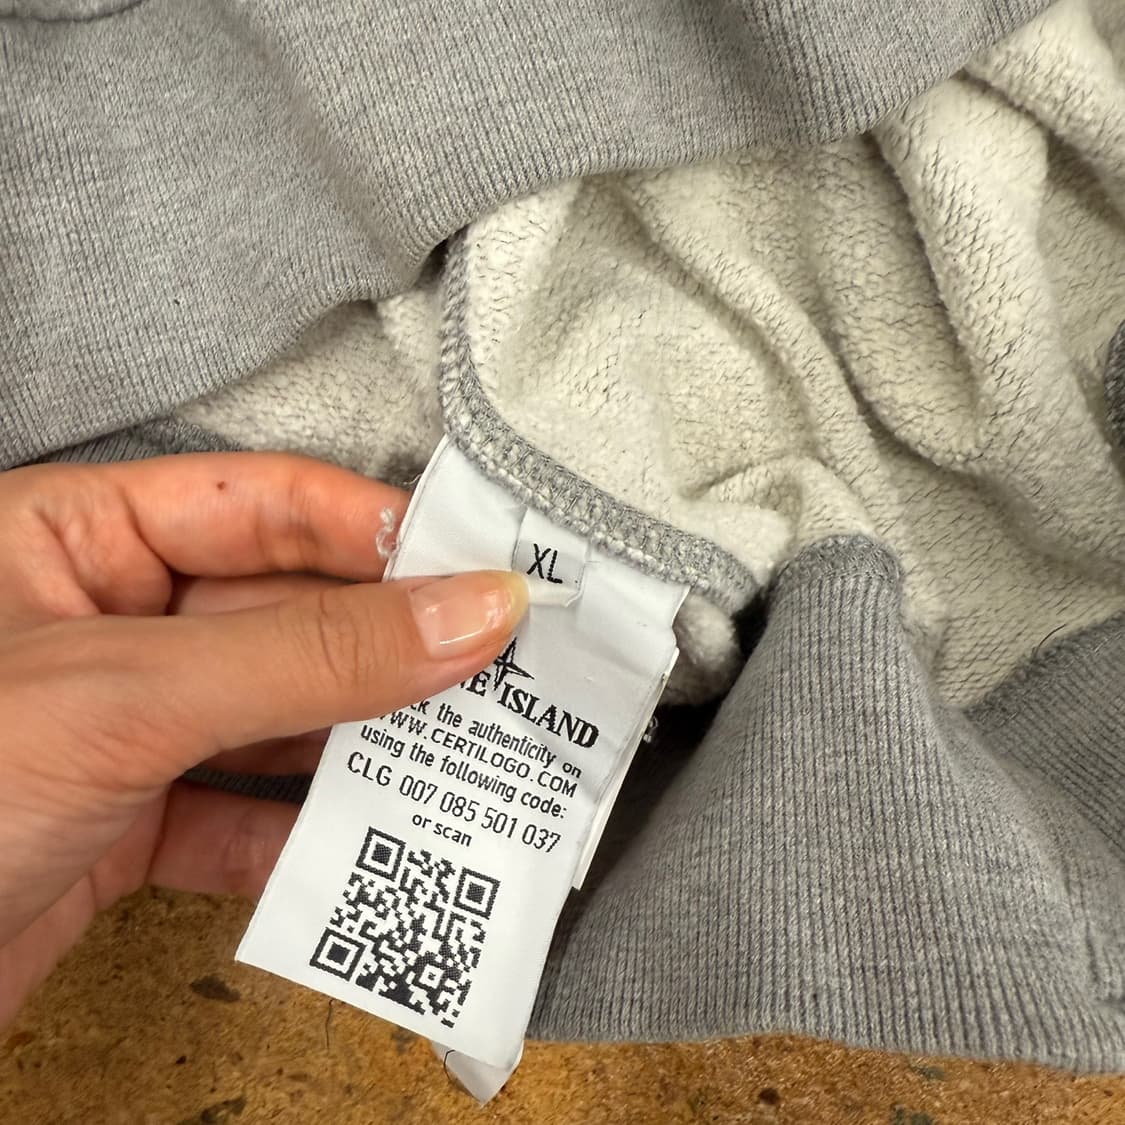 XL
ISLAND
the authenticity on
WWW.CERTILOGO.COM
using the following code:
CLG 007 085 501 037
or scan